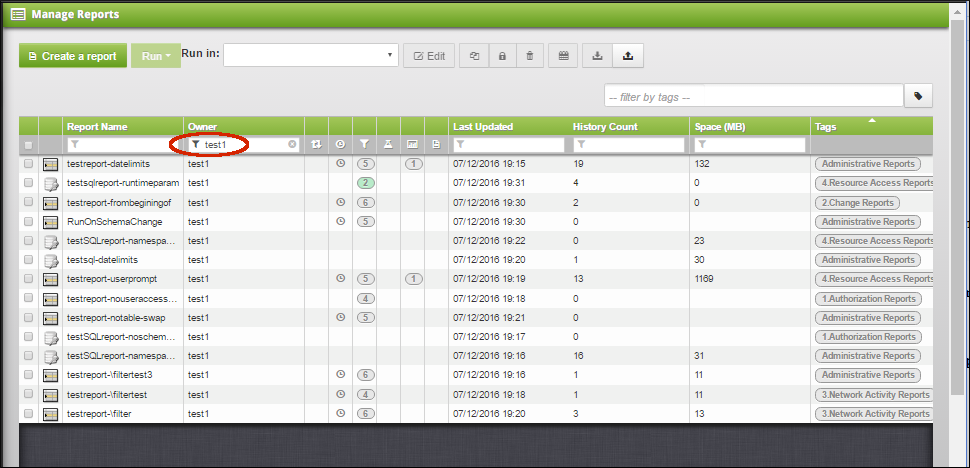 Manage Reports
Create a report Run Run in: Edit
-- filter by tags --
Report Name Owner Last Updated History Count Space (MB) Tags
test1
testreport-datelimits test1 5 1 07/12/2016 19:15 19 132 Administrative Reports
testsqlreport-runtimeparam test1 2 07/12/2016 19:31 4 0 4.Resource Access Reports
testreport-frombeginingof test1 6 07/12/2016 19:30 2 0 2.Change Reports
RunOnSchemaChange test1 5 07/12/2016 19:30 0 Administrative Reports
testSQLreport-namespa... test1 07/12/2016 19:22 0 23 4.Resource Access Reports
testsql-datelimits test1 07/12/2016 19:20 1 30 Administrative Reports
testreport-userprompt test1 5 1 07/12/2016 19:19 13 1169 4.Resource Access Reports
testreport-nouseraccess... test1 4 07/12/2016 19:18 0 1.Authorization Reports
testreport-notable-swap test1 5 07/12/2016 19:21 0 Administrative Reports
testSQLreport-noschem... test1 07/12/2016 19:17 0 1.Authorization Reports
testSQLreport-namespa... test1 07/12/2016 19:16 16 31 Administrative Reports
testreport-\filtertest3 test1 6 07/12/2016 19:16 1 11 Administrative Reports
testreport-\filtertest test1 4 07/12/2016 19:18 1 11 3.Network Activity Reports
testreport-\filter test1 6 07/12/2016 19:20 3 13 3.Network Activity Reports